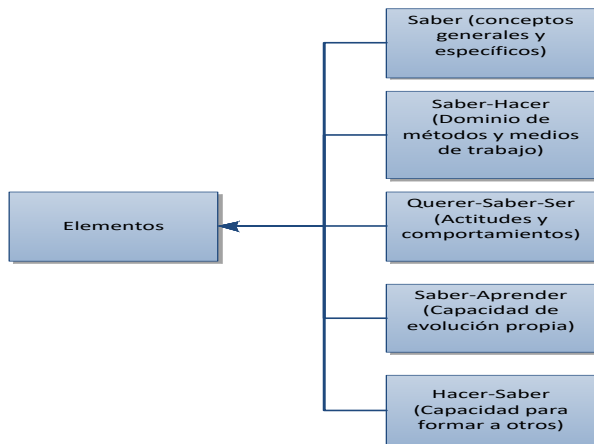 Saber (conceptos
generales y
específicos)
Saber-Hacer
(Dominio de
métodos y medios
de trabajo)
Elementos
Querer-Saber-Ser
(Actitudes y
comportamientos)
Saber-Aprender
(Capacidad de
evolución propia)
Hacer-Saber
(Capacidad para
formar a otros)